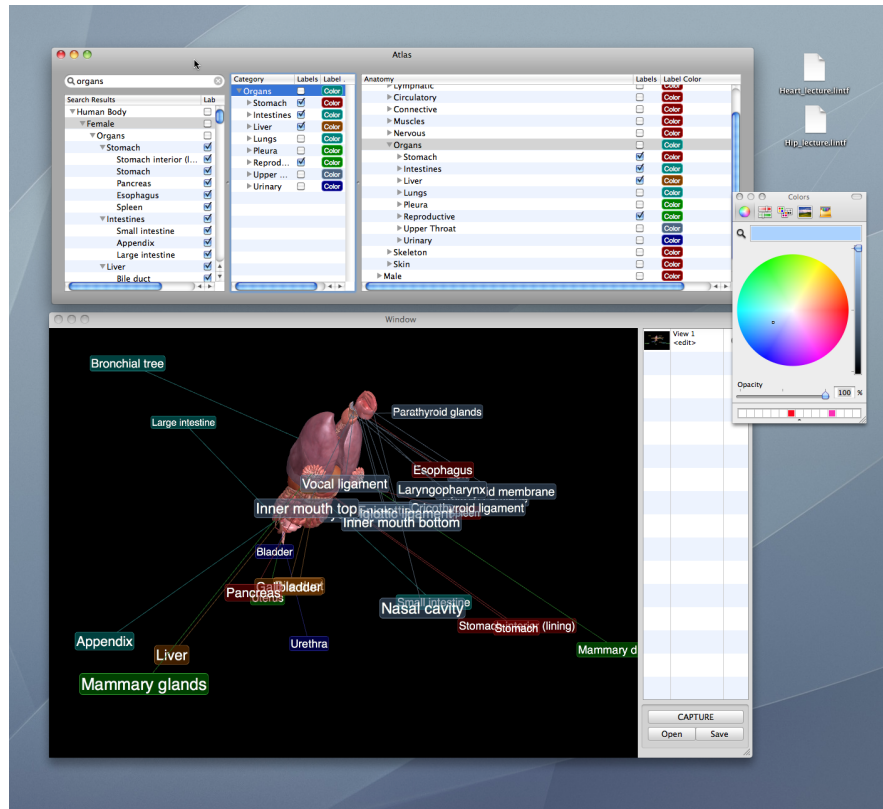 Atlas
organs
Search Results Lab
Human Body
Female
Organs
Stomach
Stomach interior (l...
Stomach
Pancreas
Esophagus
Spleen
Intestines
Small intestine
Appendix
Large intestine
Liver
Bile duct
Category Labels Label .
Organs Color
Stomach Color
Intestines Color
Liver Color
Lungs Color
Pleura Color
Reprod... Color
Upper ... Color
Urinary Color
Anatomy Labels Label Color
Lymphatic Color
Circulatory Color
Connective Color
Muscles Color
Nervous Color
Organs Color
Stomach Color
Intestines Color
Liver Color
Lungs Color
Pleura Color
Reproductive Color
Upper Throat Color
Urinary Color
Skeleton Color
Skin Color
Male Color
Heart_lecture.lintf
Hip_lecture.lintf
Colors
Opacity
100 %
Window
View 1
<edit>
CAPTURE
Open Save
Bronchial tree
Large intestine
Parathyroid glands
Esophagus
Vocal ligament
Laryngopharynx
id membrane
Inner mouth top
Cricothyroid ligament
Inner mouth bottom
Bladder
Gallbladder
Pancreas
Uterus
Small intestine
Nasal cavity
Stomach interior (lining)
Stomach
Appendix
Liver
Urethra
Mammary d
Mammary glands